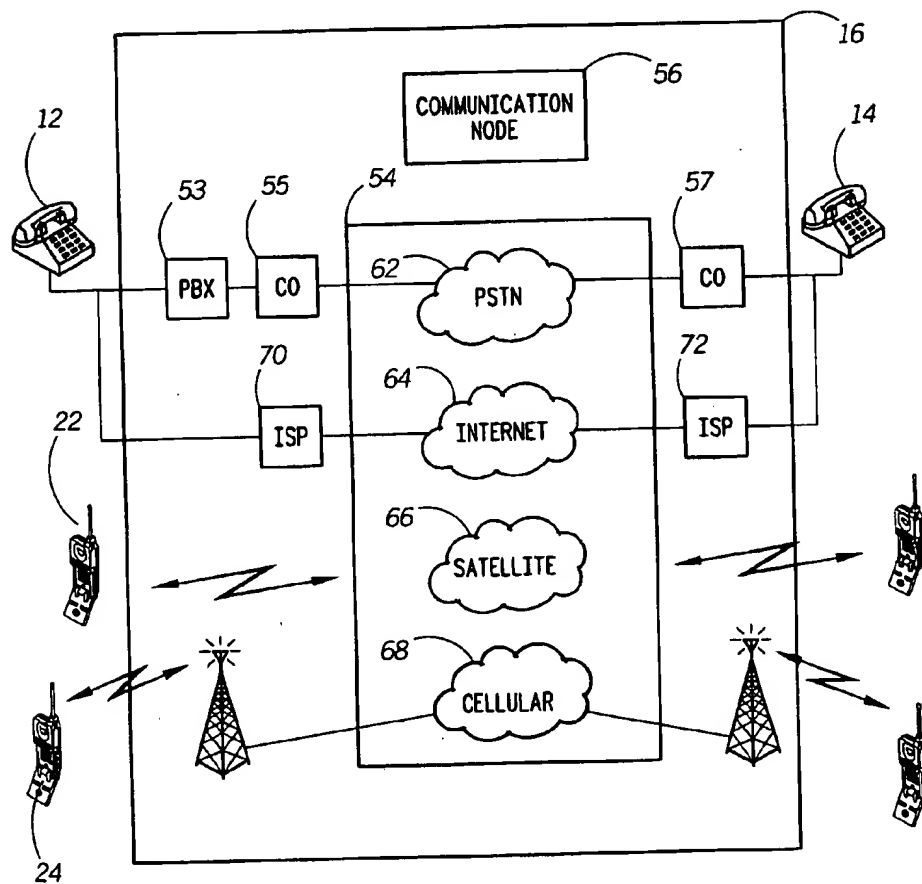 16
56
COMMUNICATION
NODE
12
14
53
55
54
57
62
PBX
CO
PSTN
CO
70
64
72
22
ISP
INTERNET
ISP
66
SATELLITE
68
CELLULAR
24